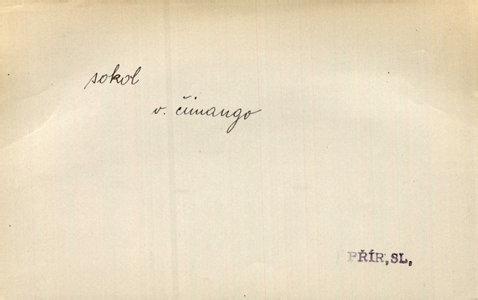 sokol
v. čimango
PŘÍR,SL,